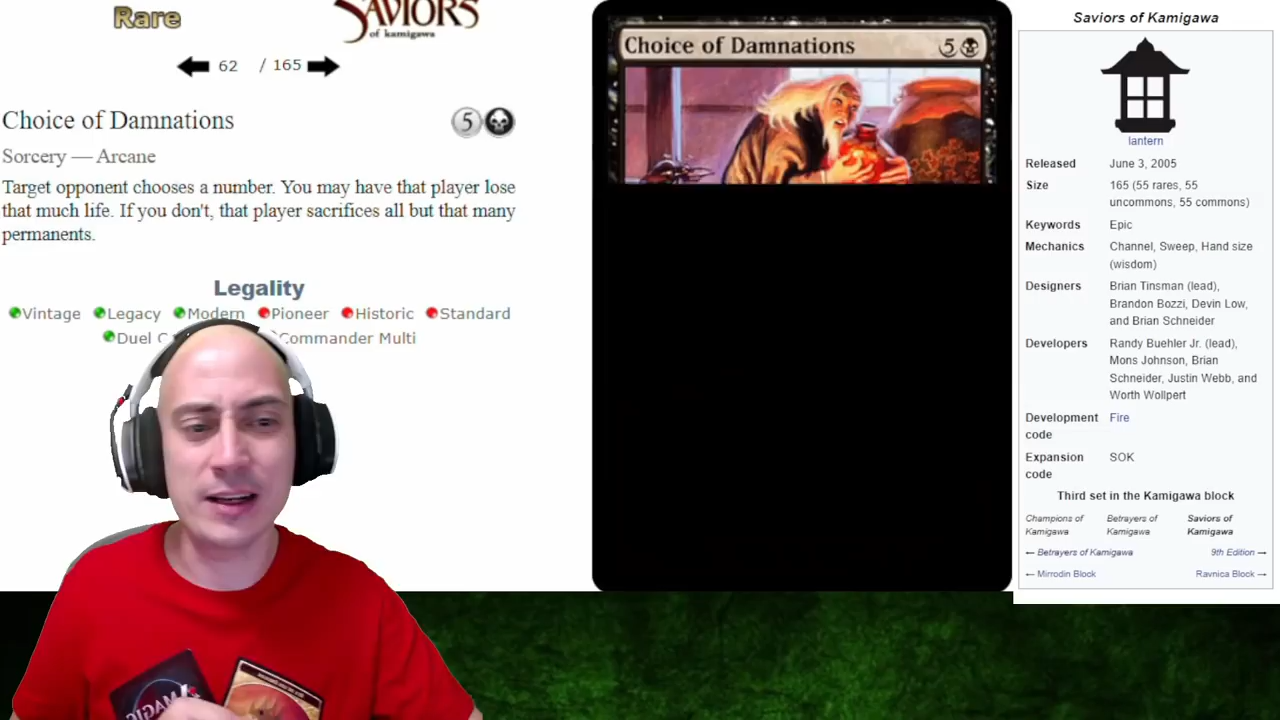 Rare
SAVIORS
of kamigawa
62 / 165
Choice of Damnations
5
Sorcery — Arcane
Target opponent chooses a number. You may have that player lose
that much life. If you don't, that player sacrifices all but that many
permanents.
Legality
Vintage Legacy Modern Pioneer Historic Standard
Duel Commander Multi
Choice of Damnations 5
Saviors of Kamigawa
lantern
Released June 3, 2005
Size 165 (55 rares, 55
uncommons, 55 commons)
Keywords Epic
Mechanics Channel, Sweep, Hand size
(wisdom)
Designers Brian Tinsman (lead),
Brandon Bozzi, Devin Low,
and Brian Schneider
Developers Randy Buehler Jr. (lead),
Mons Johnson, Brian
Schneider, Justin Webb, and
Worth Wollpert
Development Fire
code
Expansion SOK
code
Third set in the Kamigawa block
Champions of Betrayers of Saviors of
Kamigawa Kamigawa Kamigawa
← Betrayers of Kamigawa 9th Edition →
← Mirrodin Block Ravnica Block →
MAGIC